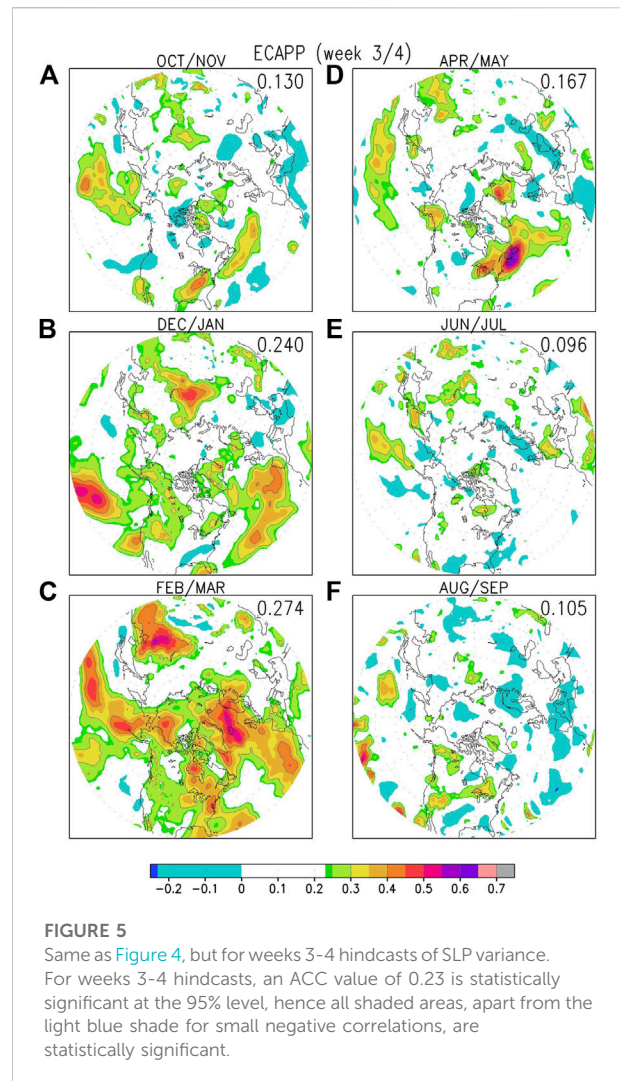 ECAPP (week 3/4)
OCT/NOV APR/MAY
A 0.130 D 0.167
DEC/JAN JUN/JUL
B 0.240 E 0.096
FEB/MAR AUG/SEP
C 0.274 F 0.105
-0.2 -0.1 0 0.1 0.2 0.3 0.4 0.5 0.6 0.7
FIGURE 5
Same as Figure 4, but for weeks 3-4 hindcasts of SLP variance.
For weeks 3-4 hindcasts, an ACC value of 0.23 is statistically
significant at the 95% level, hence all shaded areas, apart from the
light blue shade for small negative correlations, are
statistically significant.